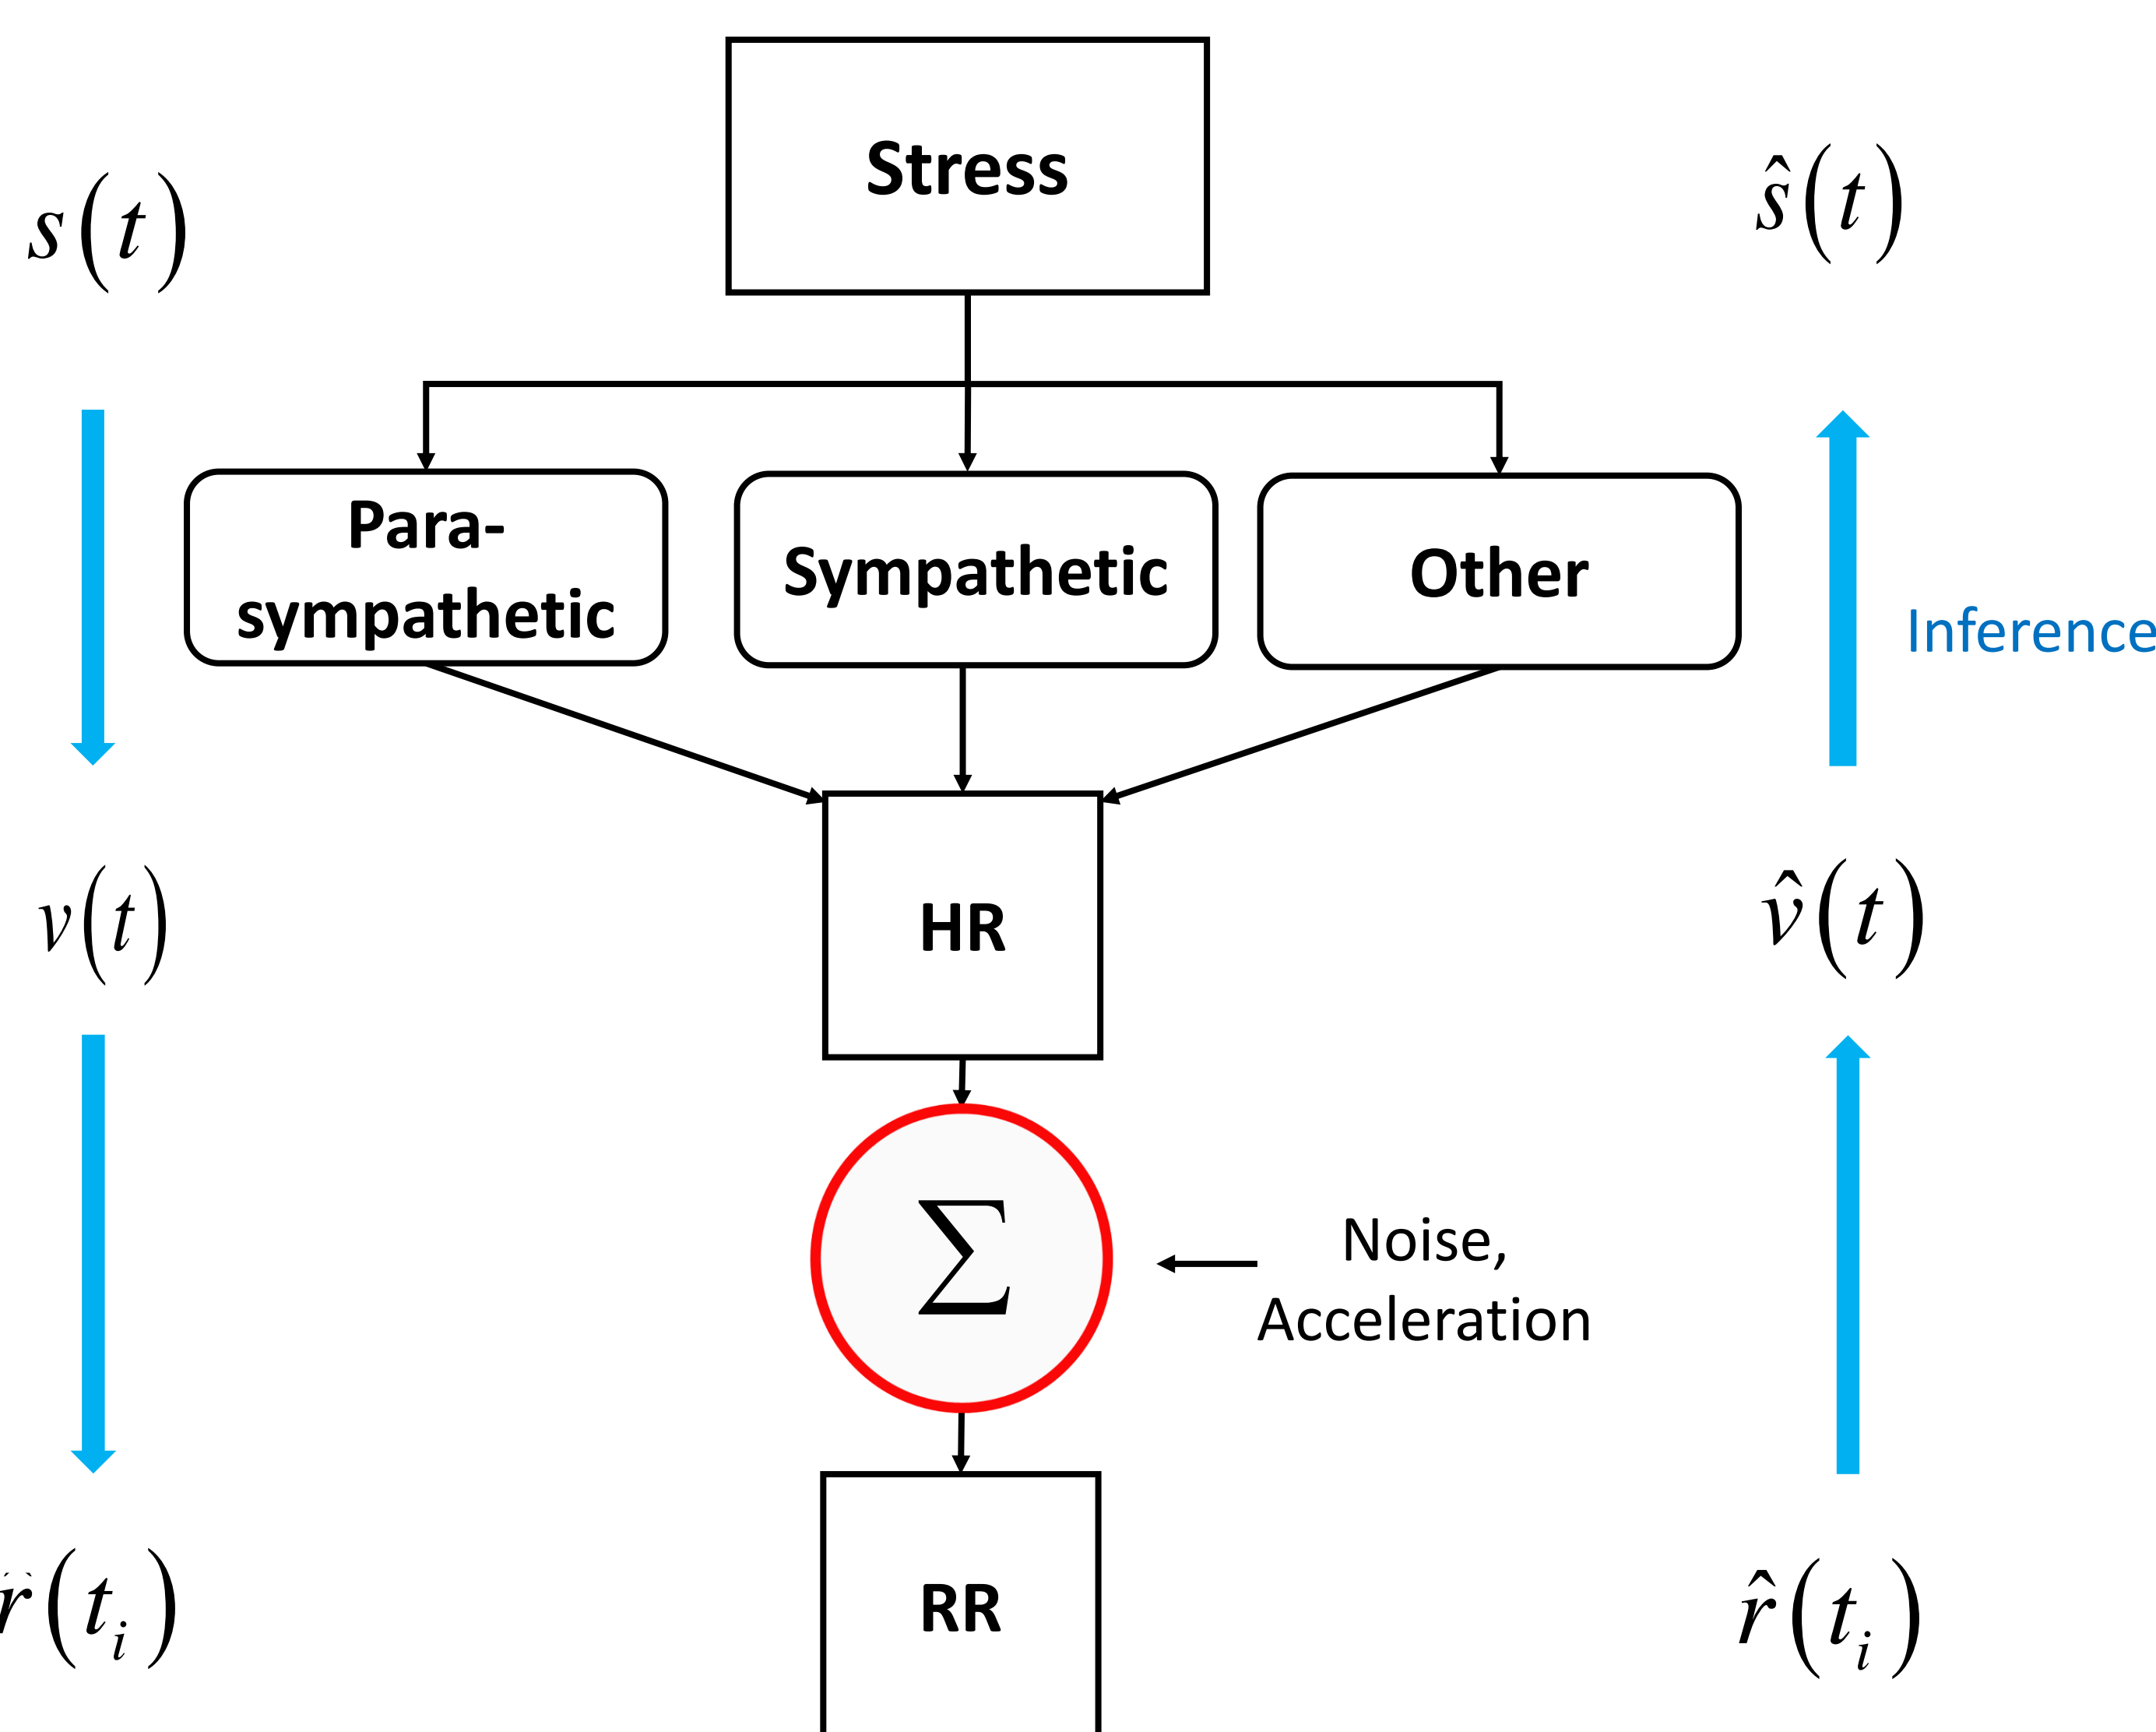 Stress
s(t)
ŝ(t)
Para-
sympathetic
Sympathetic
Other
Inference
v(t)
HR
v̂(t)
Σ
Noise,
Acceleration
r̂(tᵢ)
RR
r̂(tᵢ)